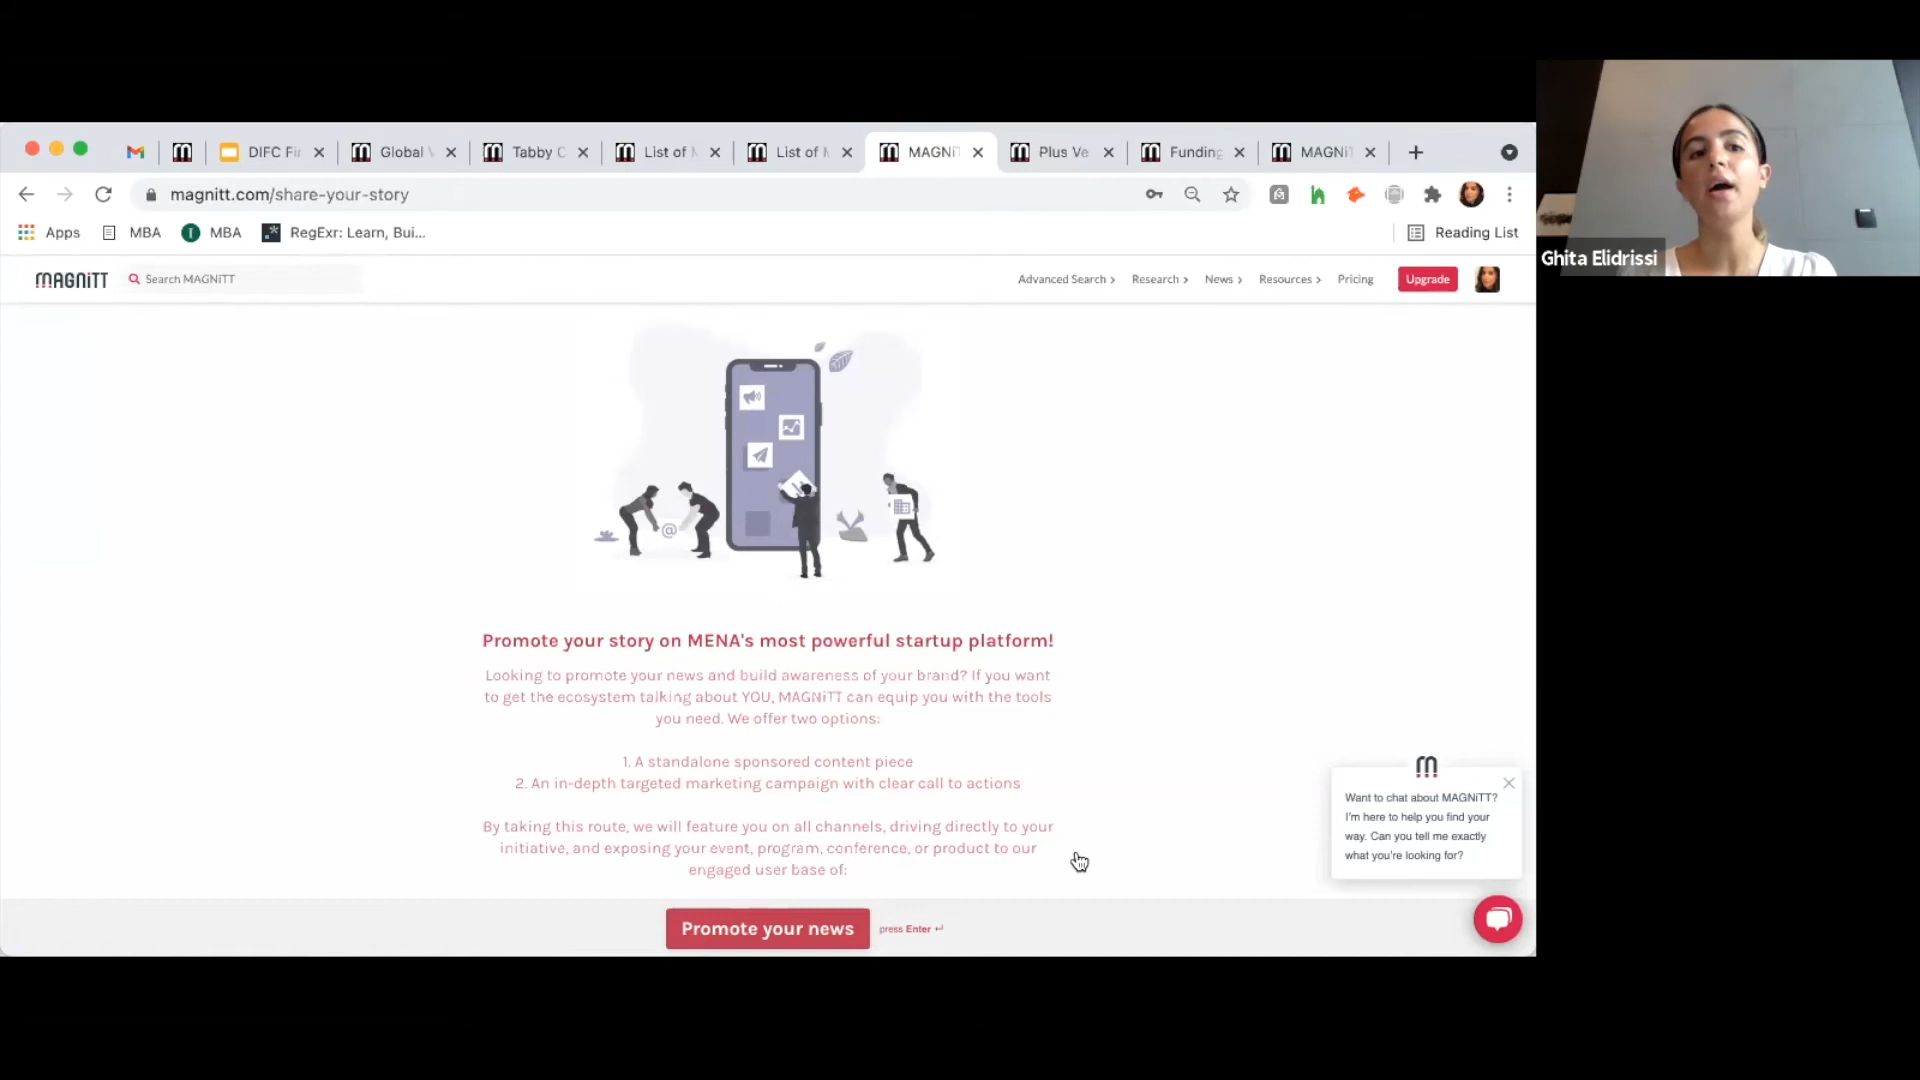 DIFC Fir
Global
Tabby C
List of
List of
MAGNiT
Plus Ve
Funding
MAGNiT
magnitt.com/share-your-story
Apps
MBA
T
MBA
.*
RegExr: Learn, Bui...
Reading List
Ghita Elidrissi
MAGNiTT
Search MAGNiTT
Advanced Search
Research
News
Resources
Pricing
Upgrade
@
Promote your story on MENA's most powerful startup platform!
Looking to promote your news and build awareness of your brand? If you want
to get the ecosystem talking about YOU, MAGNiTT can equip you with the tools
you need. We offer two options:
1. A standalone sponsored content piece
2. An in-depth targeted marketing campaign with clear call to actions
By taking this route, we will feature you on all channels, driving directly to your
initiative, and exposing your event, program, conference, or product to our
engaged user base of:
Promote your news
press Enter ↵
m
Want to chat about MAGNiTT?
I'm here to help you find your
way. Can you tell me exactly
what you're looking for?